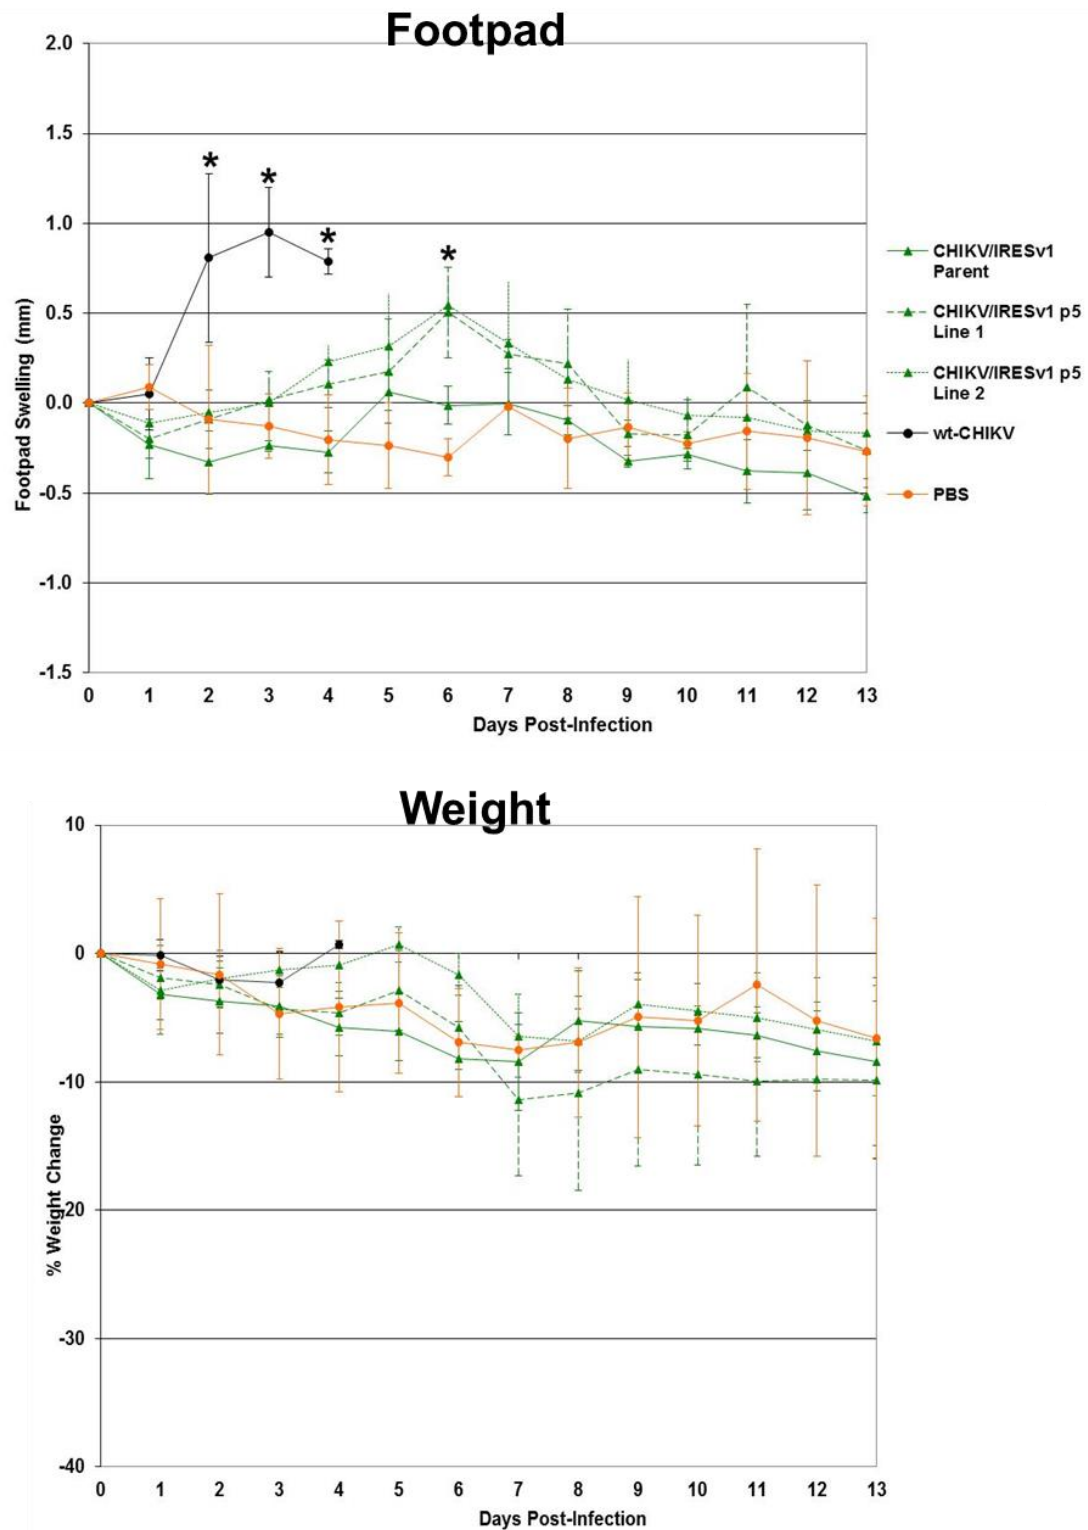 Footpad
2.0
1.5
1.0
0.5
0.0
-0.5
-1.0
-1.5
Footpad Swelling (mm)
* * * *
0 1 2 3 4 5 6 7 8 9 10 11 12 13
Days Post-Infection
CHIKV/IRESv1
Parent
CHIKV/IRESv1 p5
Line 1
CHIKV/IRESv1 p5
Line 2
wt-CHIKV
PBS
Weight
10
0
-10
-20
-30
-40
% Weight Change
0 1 2 3 4 5 6 7 8 9 10 11 12 13
Days Post-Infection